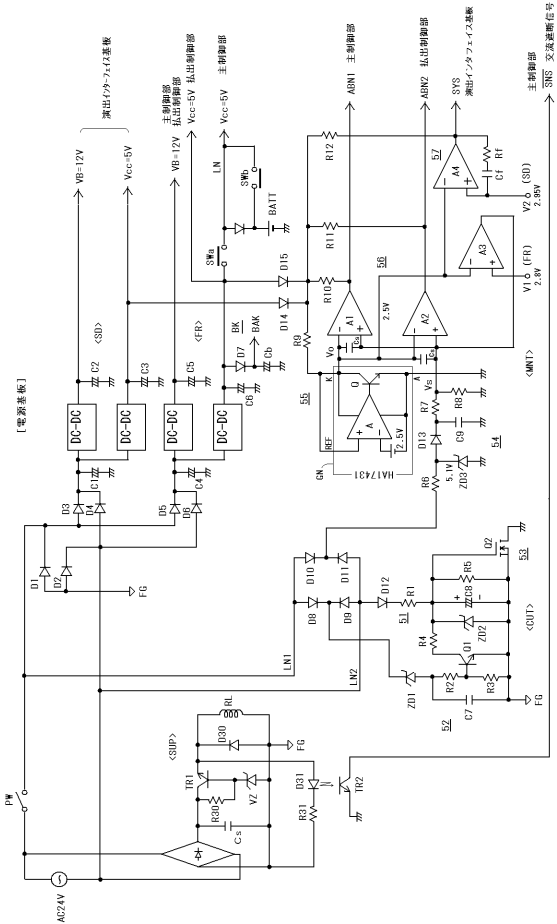 [電源基板]
AC24V
PW
D1
D2
FG
D3
D4
D5
D6
C1
C4
DC-DC
DC-DC
DC-DC
DC-DC
C2
C3
C5
C6
<SD>
<FR>
VB=12V
Vcc=5V
演出インターフェイス基板
VB=12V
主制御部
払出制御部
Vcc=5V 払出制御部
Vcc=5V 主制御部
LN
SWa
SWb
BATT
D7
BK
BAK
Cb
D14
D15
LN1
LN2
D8
D9
D10
D11
D12
R1
51
R4
ZD1
R2
R3
C7
52
Q1
ZD2
C8
+
-
R5
Q2
53
<CUT>
FG
<SUP>
RL
D30
FG
TR1
R30
VZ
Cs
D31
R31
TR2
R6
5.1V
ZD3
D13
C9
54
R7
R8
Vs
GN
HA17431
REF
K
A
Q
A
2.5V
+
-
55
R9
R10
R11
R12
Vo
Cs
Cs
A1
-
+
A2
-
+
56
2.5V
A3
-
+
A4
-
+
57
Cf
Rf
V1 (FR)
2.8V
V2 (SD)
2.95V
<MNT>
ABN1 主制御部
ABN2 払出制御部
SYS
演出インタフェイス基板
主制御部
SNS 交流遮断信号